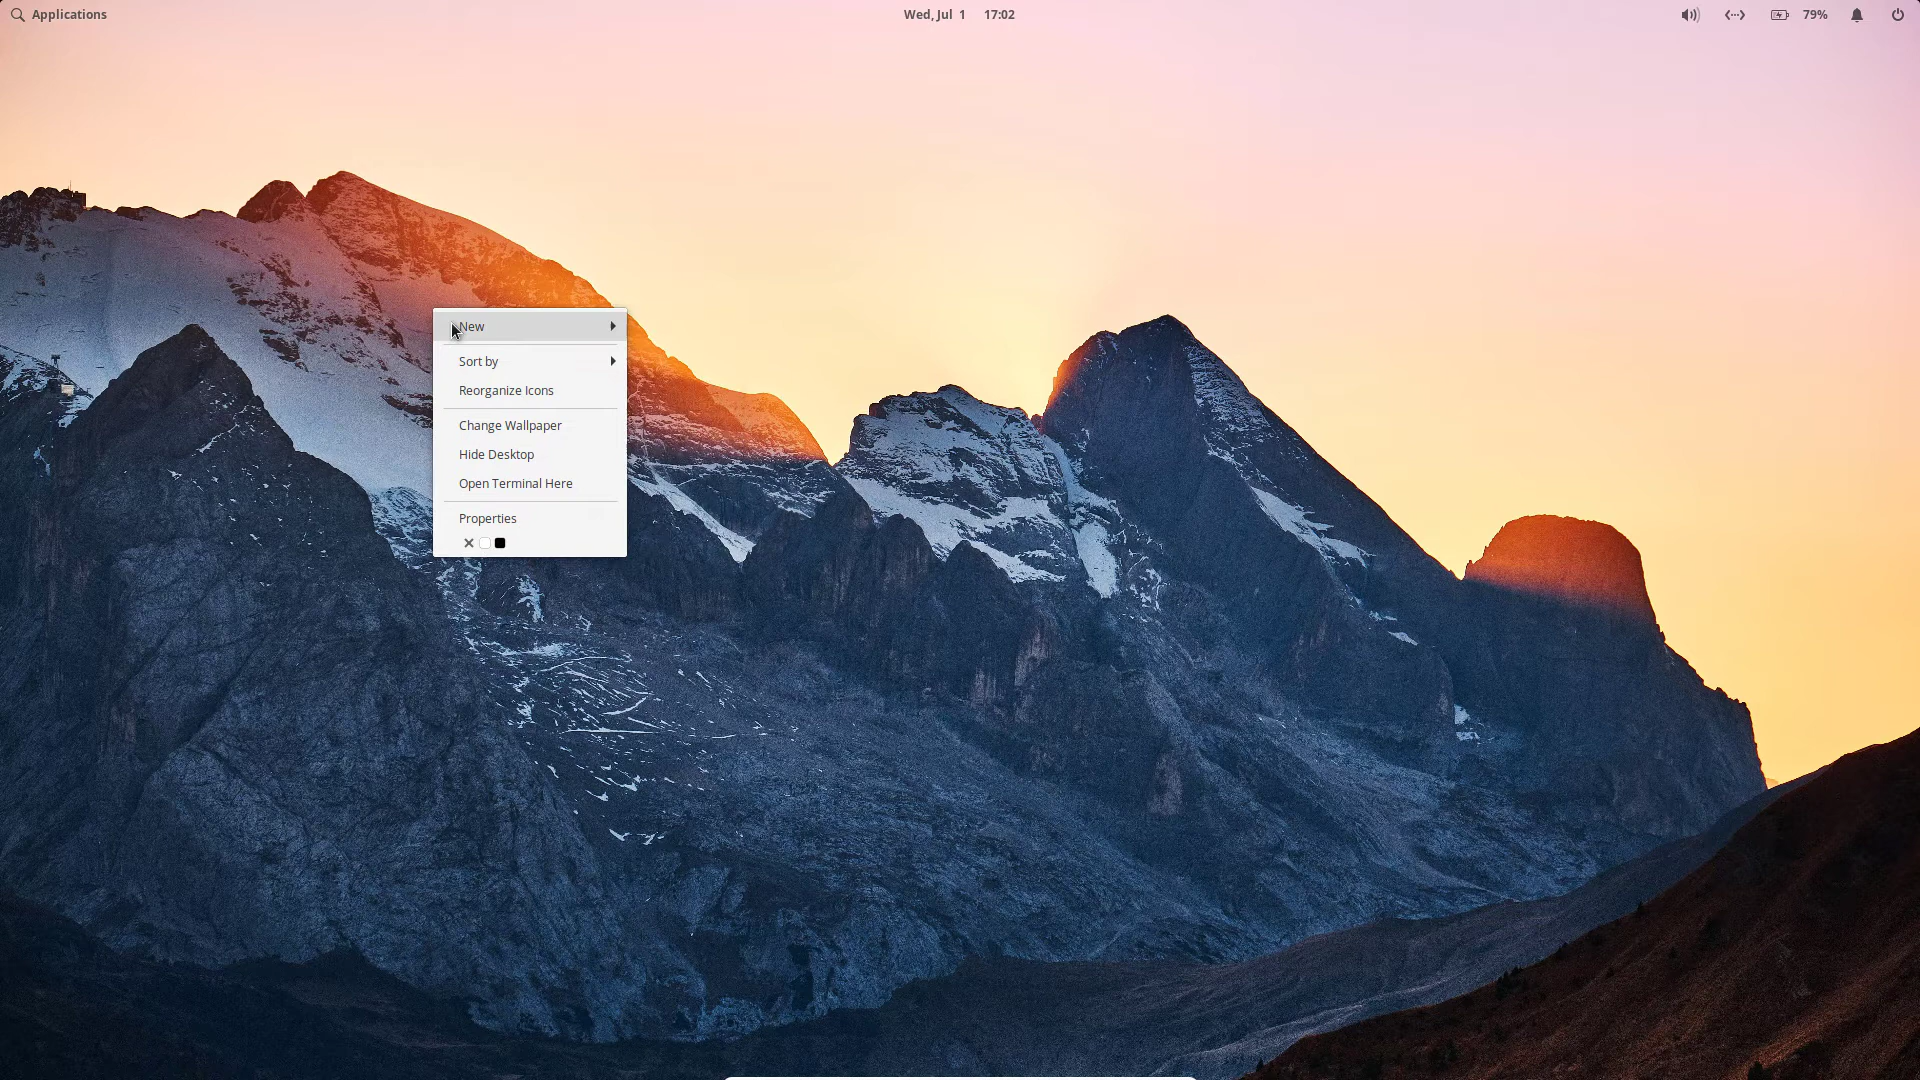 Applications
Wed, Jul 1 17:02
79%
New
Sort by
Reorganize Icons
Change Wallpaper
Hide Desktop
Open Terminal Here
Properties